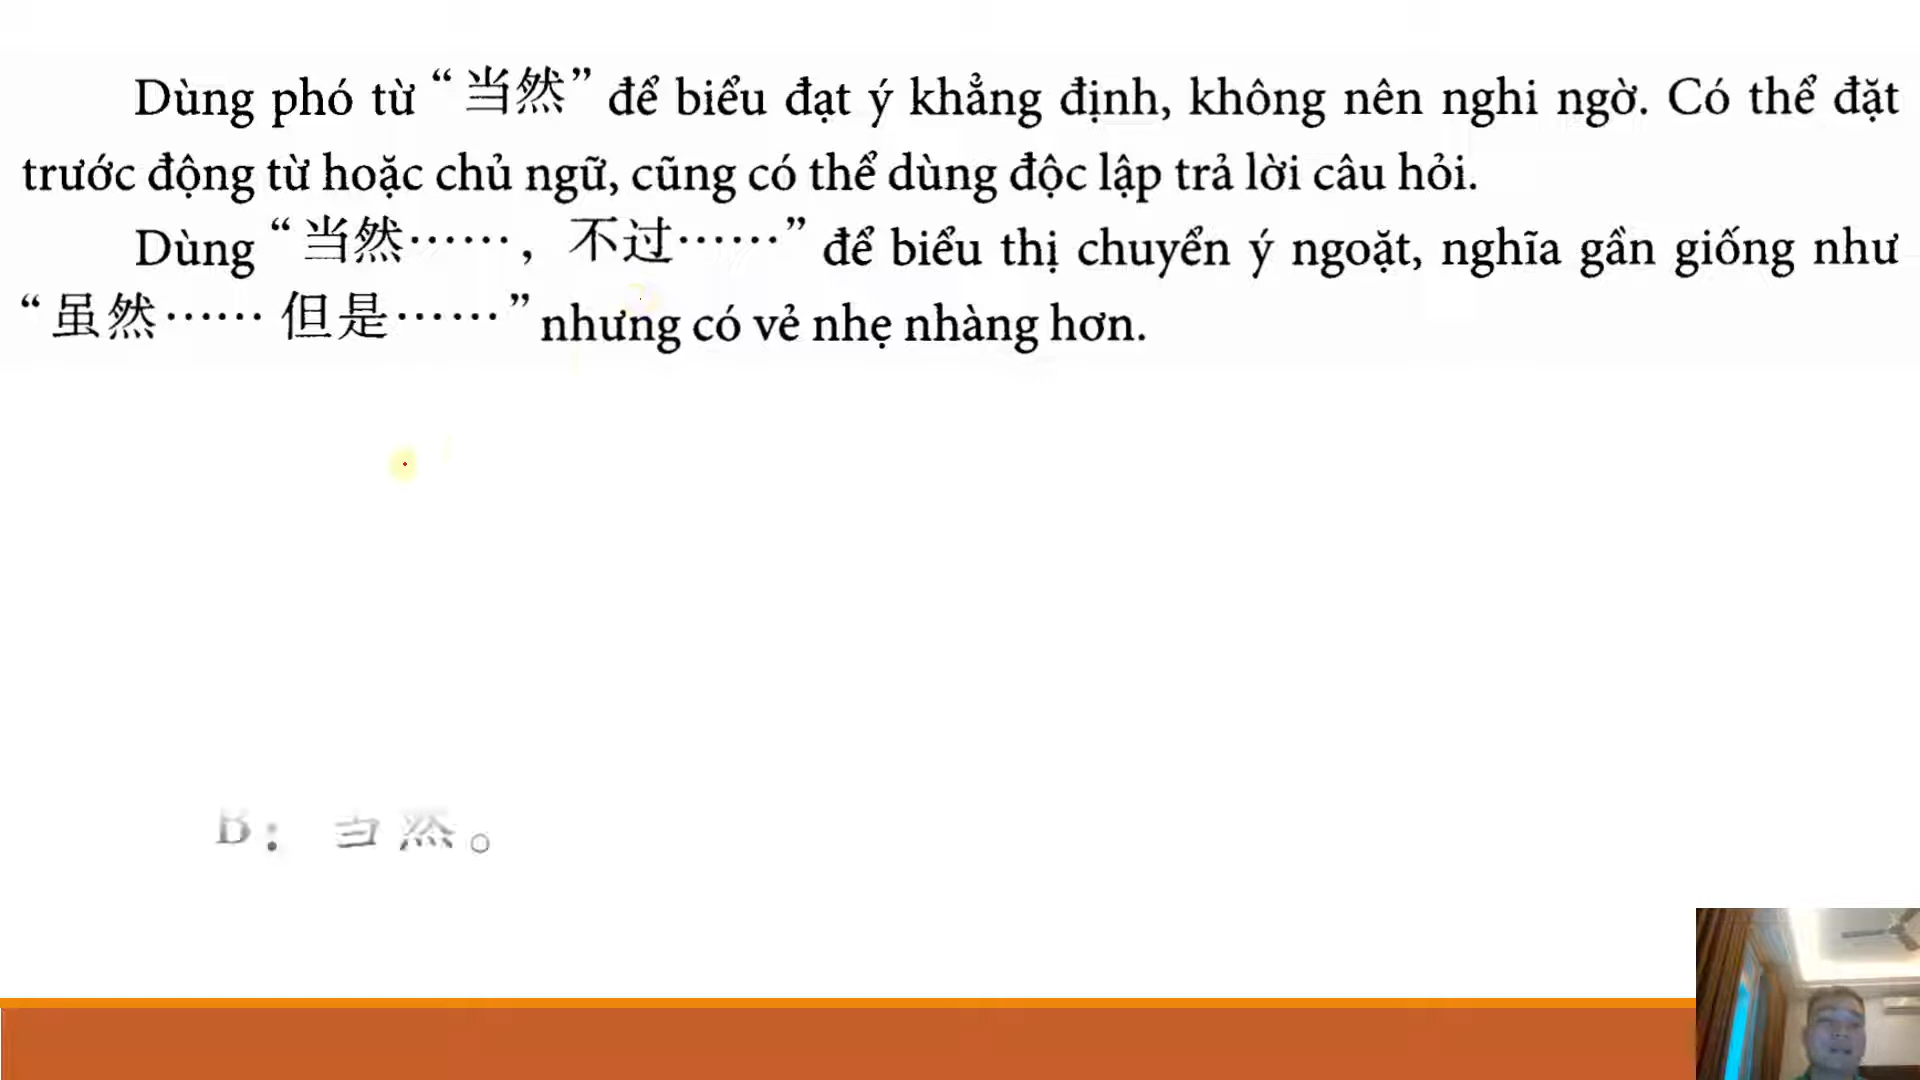 Dùng phó từ “当然” để biểu đạt ý khẳng định, không nên nghi ngờ. Có thể đặt
trước động từ hoặc chủ ngữ, cũng có thể dùng độc lập trả lời câu hỏi.
Dùng “当然……，不过……” để biểu thị chuyển ý ngoặt, nghĩa gần giống như
“虽然……但是……” nhưng có vẻ nhẹ nhàng hơn.
B：当然。